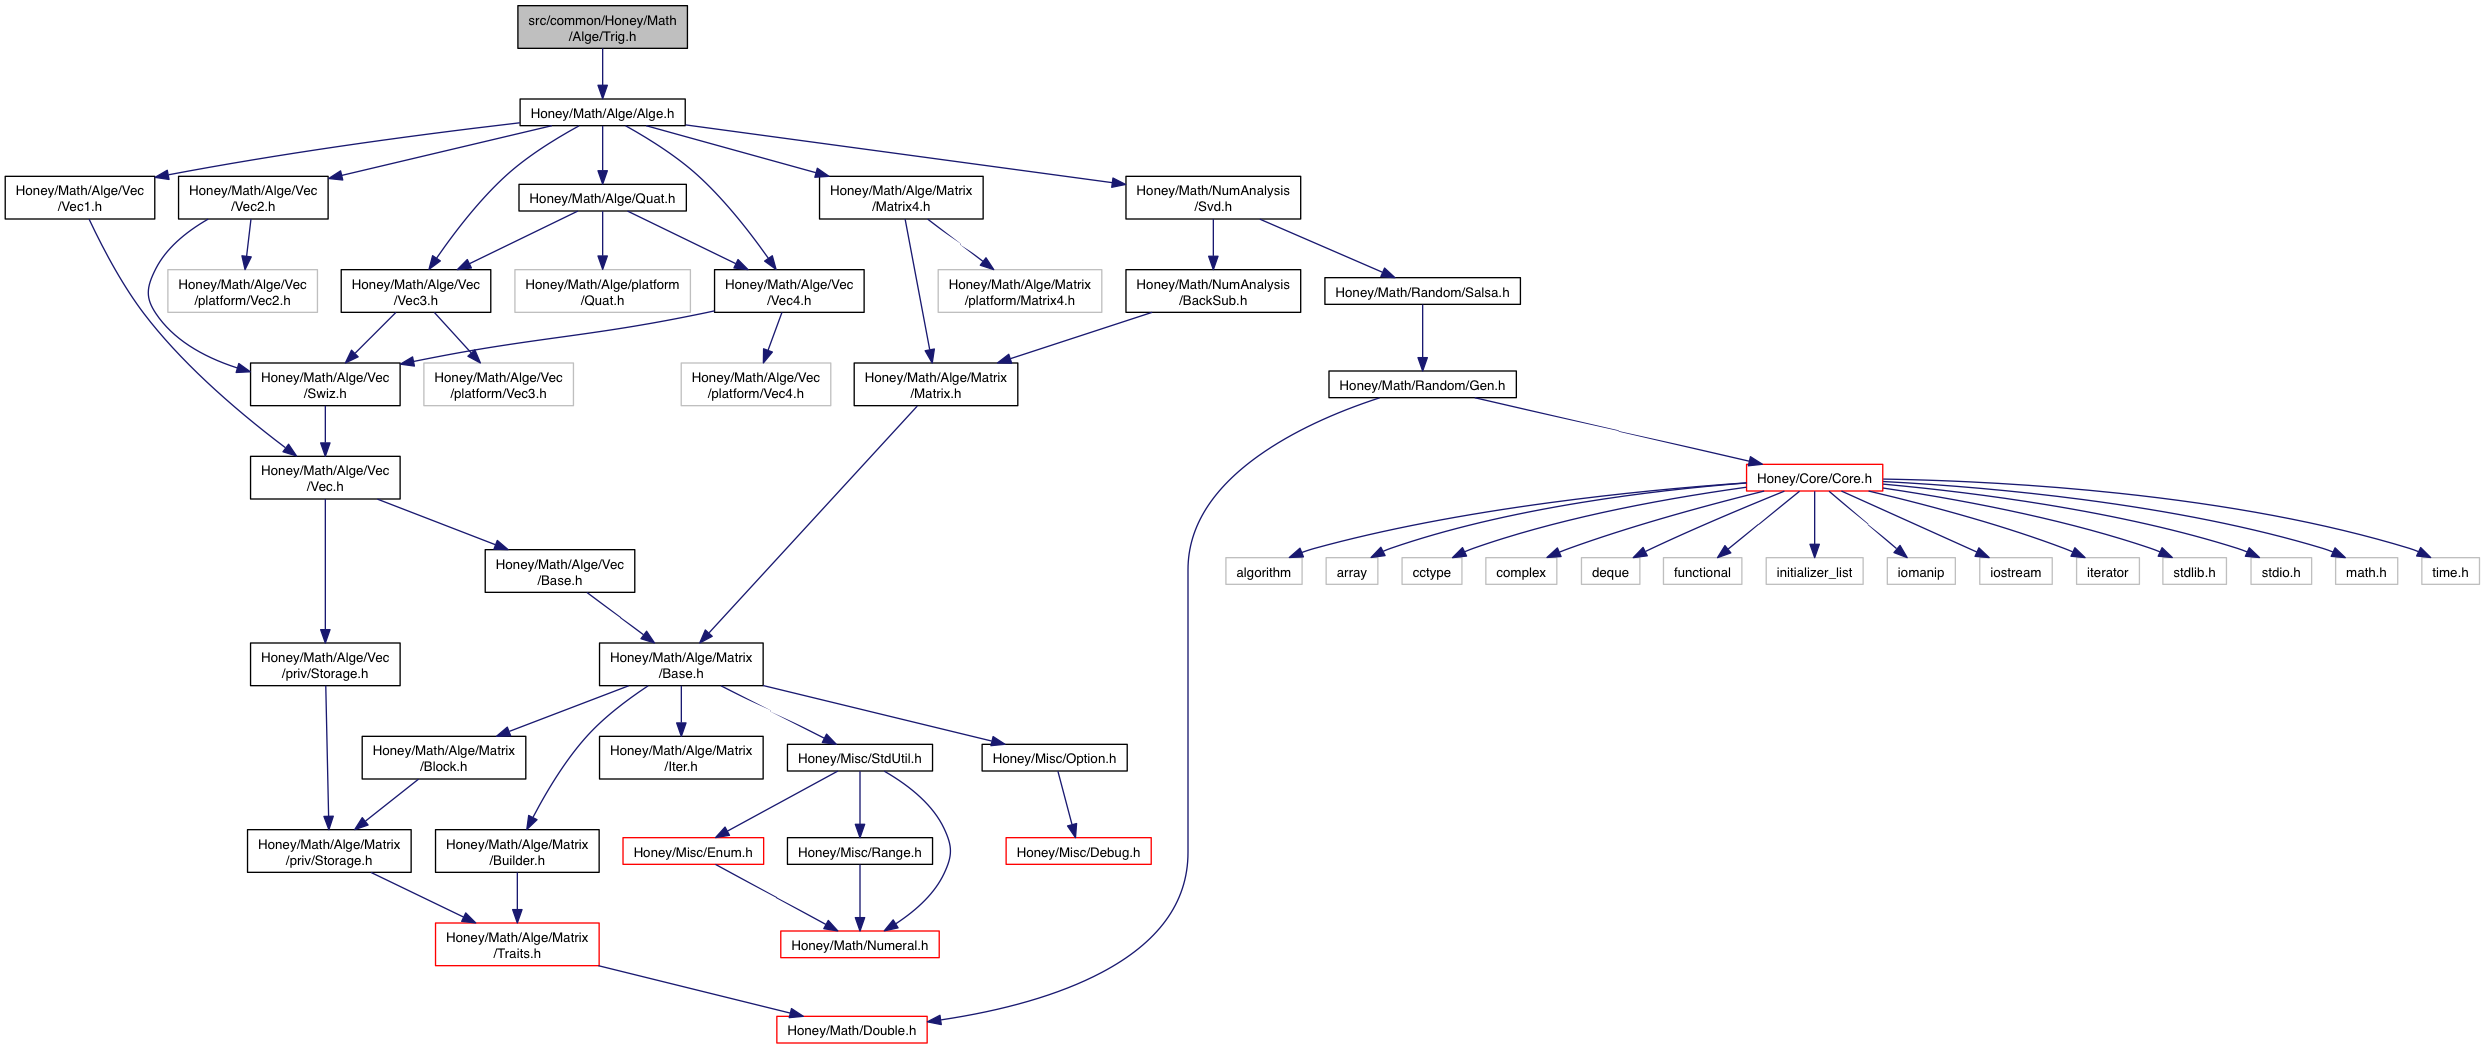 src/common/Honey/Math
/Alge/Trig.h
Honey/Math/Alge/Alge.h
Honey/Math/Alge/Vec
/Vec1.h
Honey/Math/Alge/Vec
/Vec2.h
Honey/Math/Alge/Quat.h
Honey/Math/Alge/Matrix
/Matrix4.h
Honey/Math/NumAnalysis
/Svd.h
Honey/Math/Alge/Vec
/platform/Vec2.h
Honey/Math/Alge/Vec
/Vec3.h
Honey/Math/Alge/platform
/Quat.h
Honey/Math/Alge/Vec
/Vec4.h
Honey/Math/Alge/Matrix
/platform/Matrix4.h
Honey/Math/NumAnalysis
/BackSub.h
Honey/Math/Random/Salsa.h
Honey/Math/Alge/Vec
/Swiz.h
Honey/Math/Alge/Vec
/platform/Vec3.h
Honey/Math/Alge/Vec
/platform/Vec4.h
Honey/Math/Alge/Matrix
/Matrix.h
Honey/Math/Random/Gen.h
Honey/Math/Alge/Vec
/Vec.h
Honey/Core/Core.h
Honey/Math/Alge/Vec
/Base.h
algorithm
array
cctype
complex
deque
functional
initializer_list
iomanip
iostream
iterator
stdlib.h
stdio.h
math.h
time.h
Honey/Math/Alge/Vec
/priv/Storage.h
Honey/Math/Alge/Matrix
/Base.h
Honey/Math/Alge/Matrix
/Block.h
Honey/Math/Alge/Matrix
/Iter.h
Honey/Misc/StdUtil.h
Honey/Misc/Option.h
Honey/Math/Alge/Matrix
/priv/Storage.h
Honey/Math/Alge/Matrix
/Builder.h
Honey/Misc/Enum.h
Honey/Misc/Range.h
Honey/Misc/Debug.h
Honey/Math/Alge/Matrix
/Traits.h
Honey/Math/Numeral.h
Honey/Math/Double.h